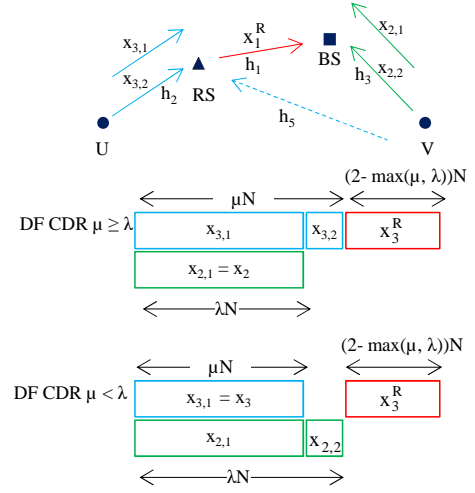 x3,1
x1R
x2,1
BS
x3,2
h1
h3
x2,2
h2
RS
U
h5
V
(2- max(μ, λ))N
μN
DF CDR μ ≥ λ
x3,1
x3,2
x3R
x2,1 = x2
λN
(2- max(μ, λ))N
μN
DF CDR μ < λ
x3,1 = x3
x3R
x2,1
x2,2
λN